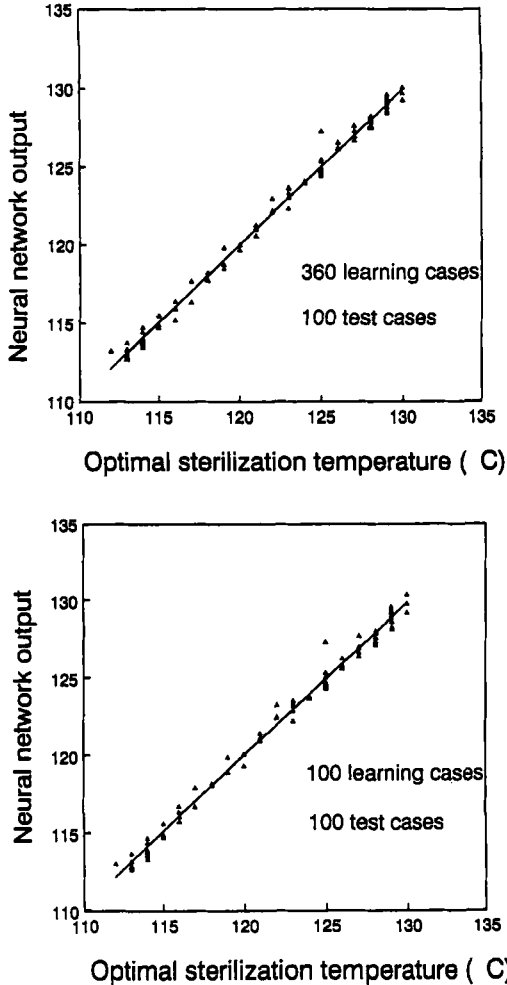 135
130
125
120
115
110
Neural network output
360 learning cases
100 test cases
110 115 120 125 130 135
Optimal sterilization temperature ( C)
135
130
125
120
115
110
Neural network output
100 learning cases
100 test cases
110 115 120 125 130 135
Optimal sterilization temperature ( C)